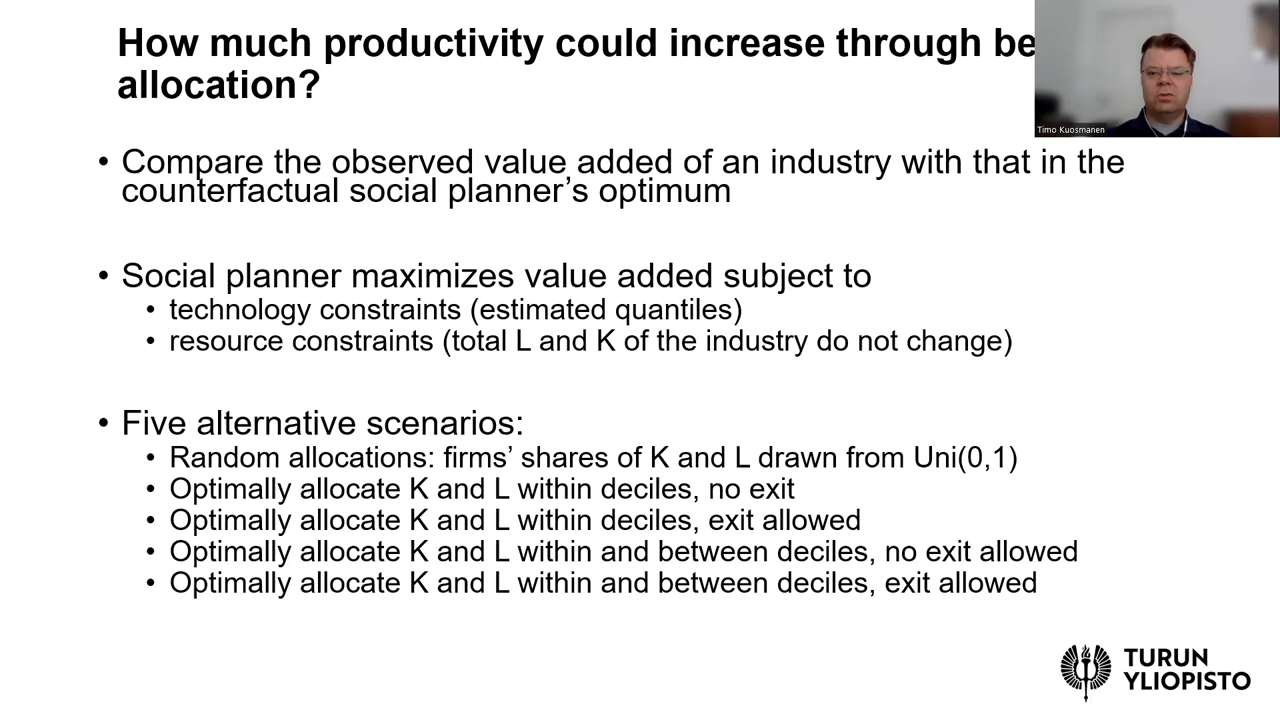 How much productivity could increase through be
allocation?
Timo Kuosmanen
• Compare the observed value added of an industry with that in the
counterfactual social planner’s optimum
• Social planner maximizes value added subject to
• technology constraints (estimated quantiles)
• resource constraints (total L and K of the industry do not change)
• Five alternative scenarios:
• Random allocations: firms’ shares of K and L drawn from Uni(0,1)
• Optimally allocate K and L within deciles, no exit
• Optimally allocate K and L within deciles, exit allowed
• Optimally allocate K and L within and between deciles, no exit allowed
• Optimally allocate K and L within and between deciles, exit allowed
TURUN
YLIOPISTO